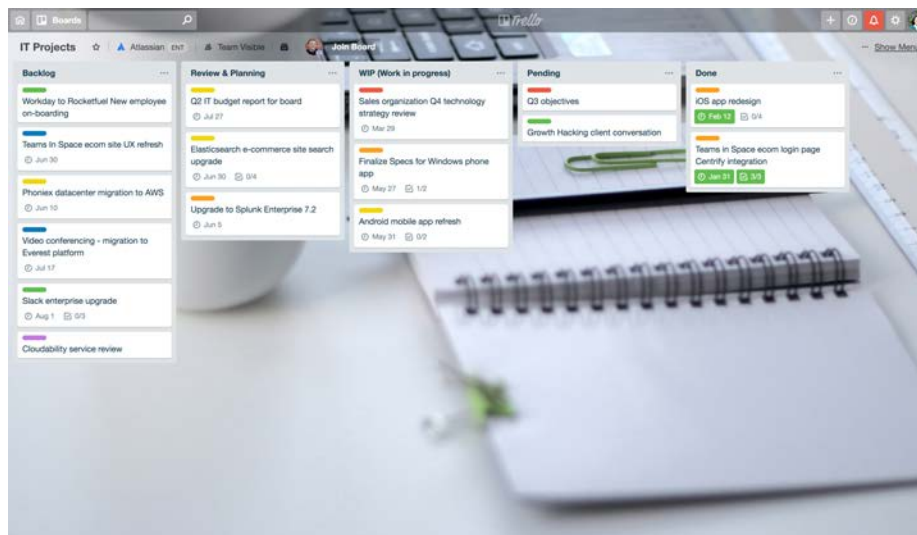 Boards
Trello
IT Projects
Atlassian ENT
Team Visible
Join Board
Show Menu
Backlog
Workday to Rocketfuel New employee
on-boarding
Teams In Space ecom site UX refresh
Jun 30
Phoniex datacenter migration to AWS
Jun 10
Video conferencing - migration to
Everest platform
Jul 17
Slack enterprise upgrade
Aug 1 0/3
Cloudability service review
Review & Planning
Q2 IT budget report for board
Jul 27
Elasticsearch e-commerce site search
upgrade
Jun 30 0/4
Upgrade to Splunk Enterprise 7.2
Jun 5
WIP (Work in progress)
Sales organization Q4 technology
strategy review
Mar 29
Finalize Specs for Windows phone
app
May 27 1/2
Android mobile app refresh
May 31 0/2
Pending
Q3 objectives
Growth Hacking client conversation
Done
iOS app redesign
Feb 12 0/4
Teams in Space ecom login page
Centrify integration
Jan 31 3/3